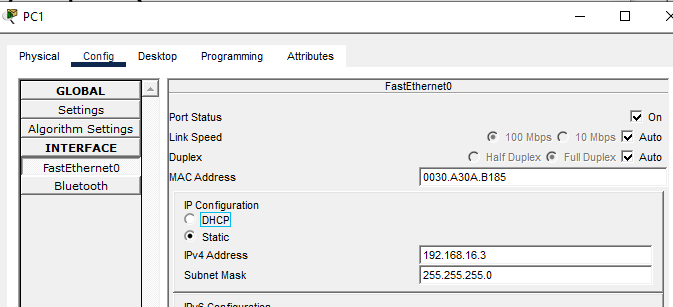 PC1
Physical Config Desktop Programming Attributes
GLOBAL
Settings
Algorithm Settings
INTERFACE
FastEthernet0
Bluetooth
FastEthernet0
Port Status On
Link Speed 100 Mbps 10 Mbps Auto
Duplex Half Duplex Full Duplex Auto
MAC Address 0030.A30A.B185
IP Configuration
DHCP
Static
IPv4 Address 192.168.16.3
Subnet Mask 255.255.255.0
IPv6 Configuration